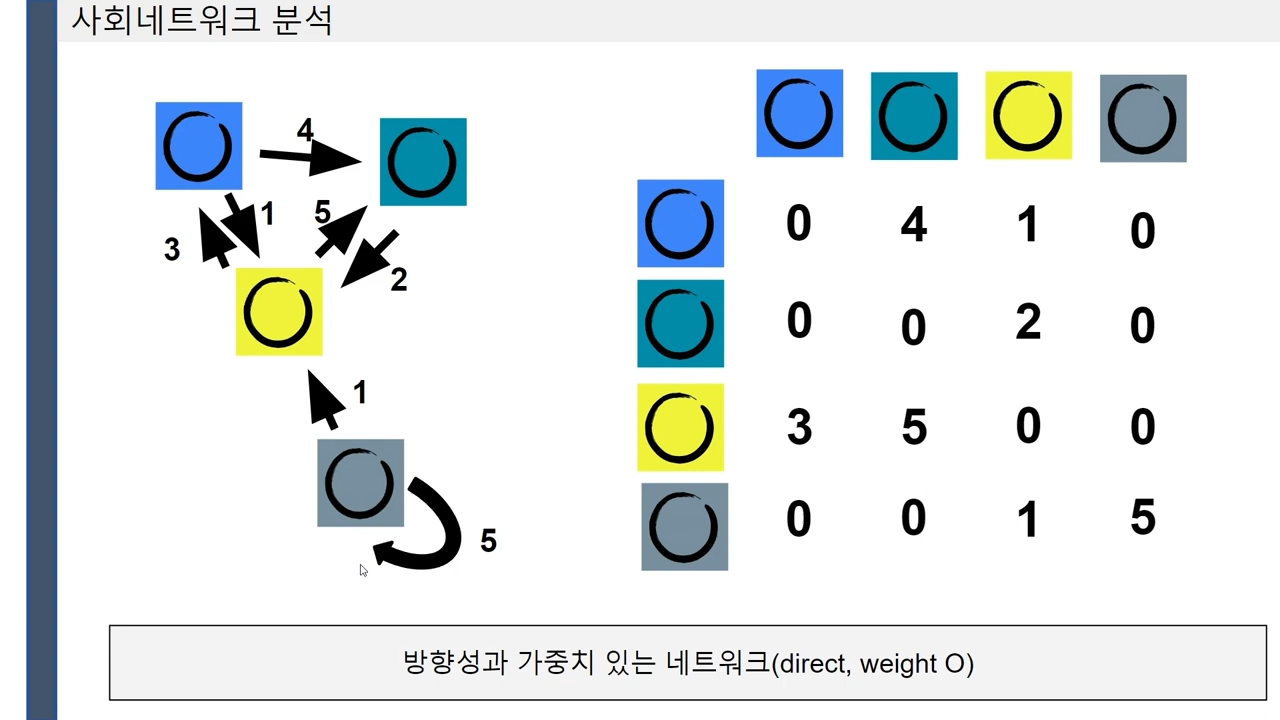 사회네트워크 분석
4
1
5
3
2
1
5
0 4 1 0
0 0 2 0
3 5 0 0
0 0 1 5
방향성과 가중치 있는 네트워크(direct, weight O)